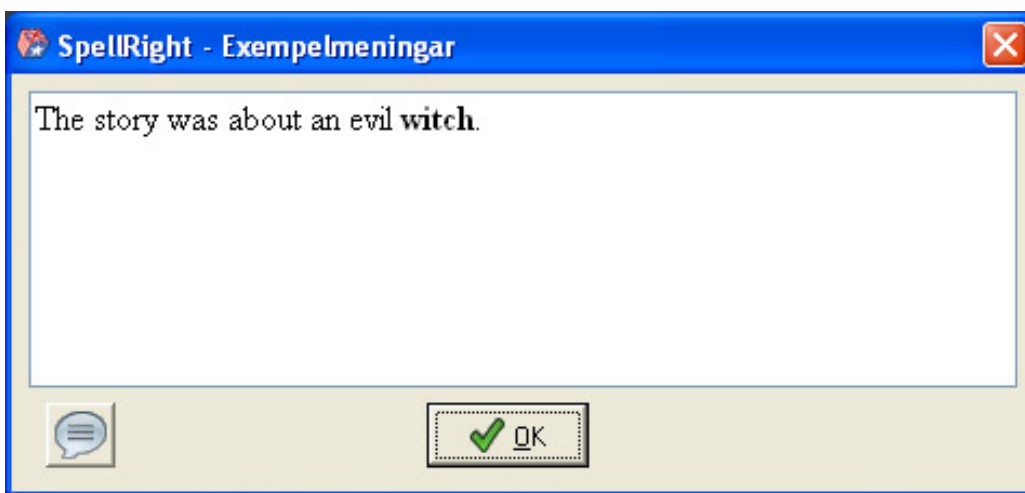 SpellRight - Exempelmeningar
The story was about an evil witch.
OK